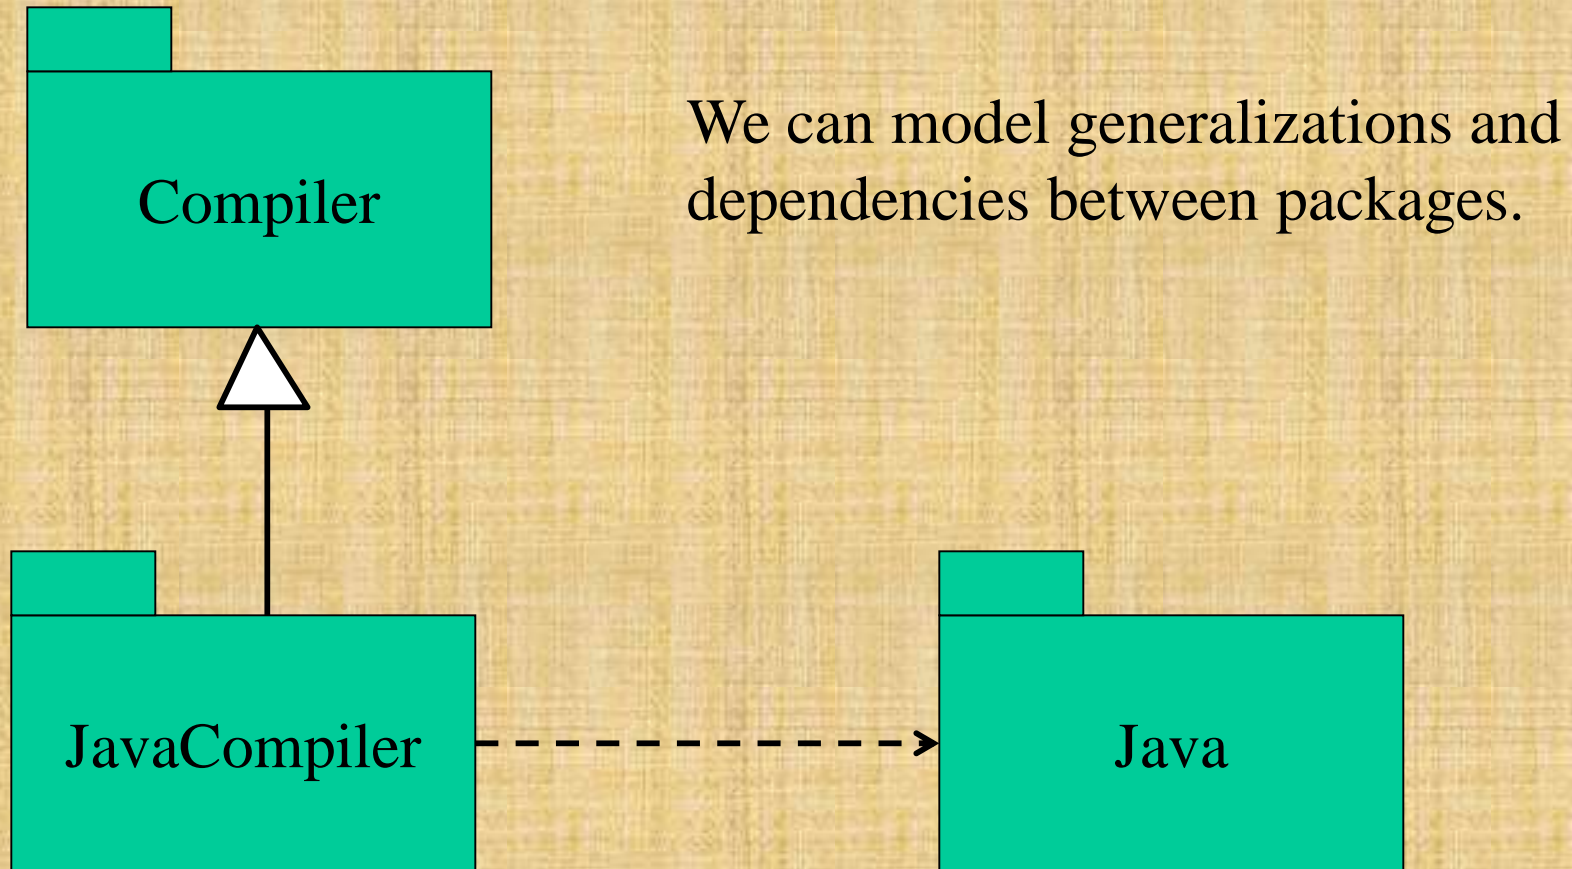 We can model generalizations and
dependencies between packages.
Compiler
JavaCompiler
Java